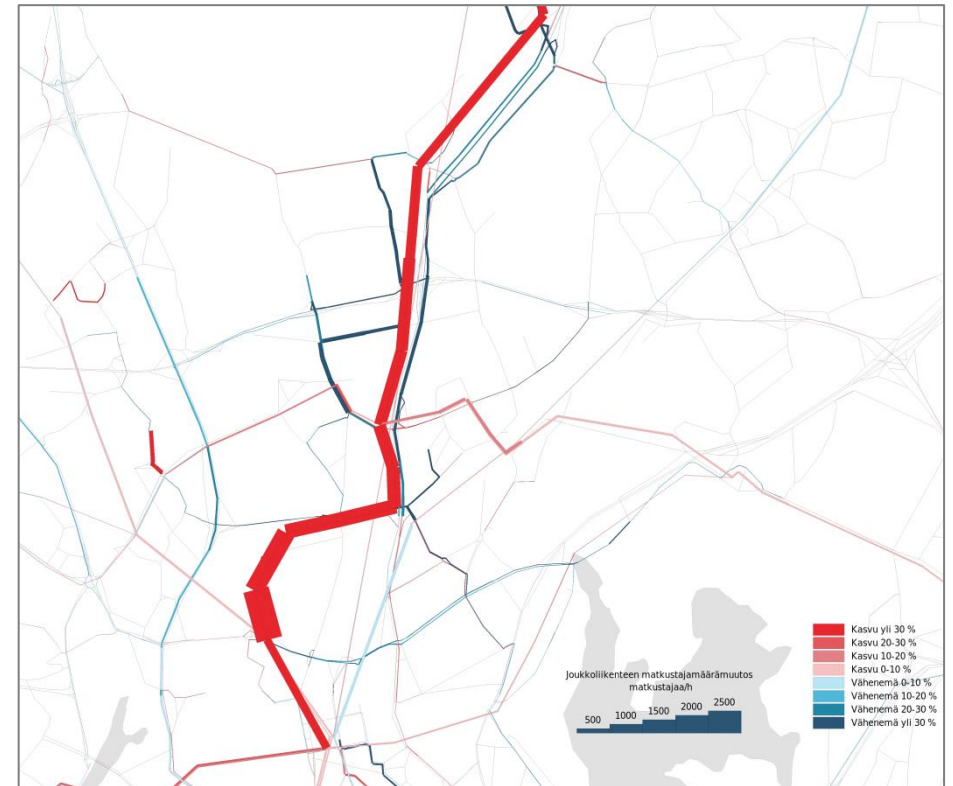 Joukkoliikenteen matkustajamäärämuutos
matkustajaa/h
500 1000 1500 2000 2500
Kasvu yli 30 %
Kasvu 20-30 %
Kasvu 10-20 %
Kasvu 0-10 %
Vähenemä 0-10 %
Vähenemä 10-20 %
Vähenemä 20-30 %
Vähenemä yli 30 %